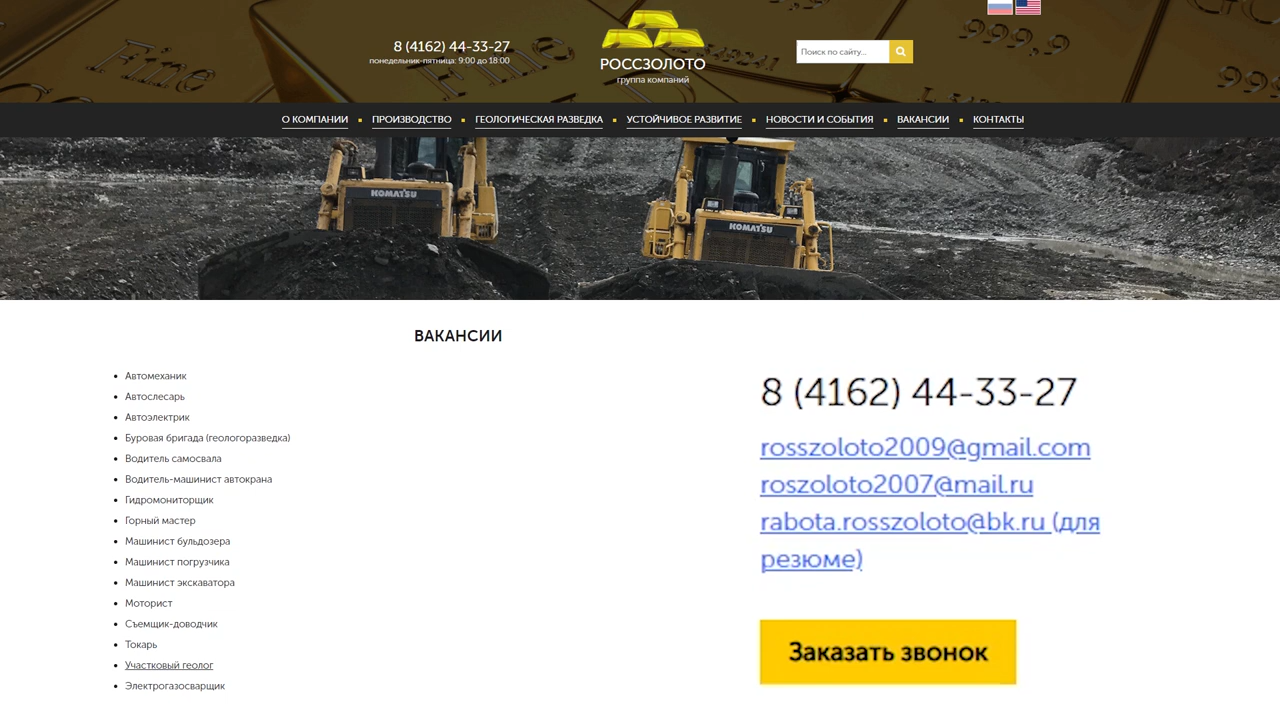 8 (4162) 44-33-27
понедельник-пятница: 9:00 до 18:00
РОССЗОЛОТО
группа компаний
Поиск по сайту...
Fine
Fine
999.9
О КОМПАНИИ
ПРОИЗВОДСТВО
ГЕОЛОГИЧЕСКАЯ РАЗВЕДКА
УСТОЙЧИВОЕ РАЗВИТИЕ
НОВОСТИ И СОБЫТИЯ
ВАКАНСИИ
КОНТАКТЫ
KOMATSU
KOMATSU
ВАКАНСИИ
Автомеханик
Автослесарь
Автоэлектрик
Буровая бригада (геологоразведка)
Водитель самосвала
Водитель-машинист автокрана
Гидромониторщик
Горный мастер
Машинист бульдозера
Машинист погрузчика
Машинист экскаватора
Моторист
Съемщик-доводчик
Токарь
Участковый геолог
Электрогазосварщик
8 (4162) 44-33-27
rosszoloto2009@gmail.com
roszoloto2007@mail.ru
rabota.rosszoloto@bk.ru (для
резюме)
Заказать звонок